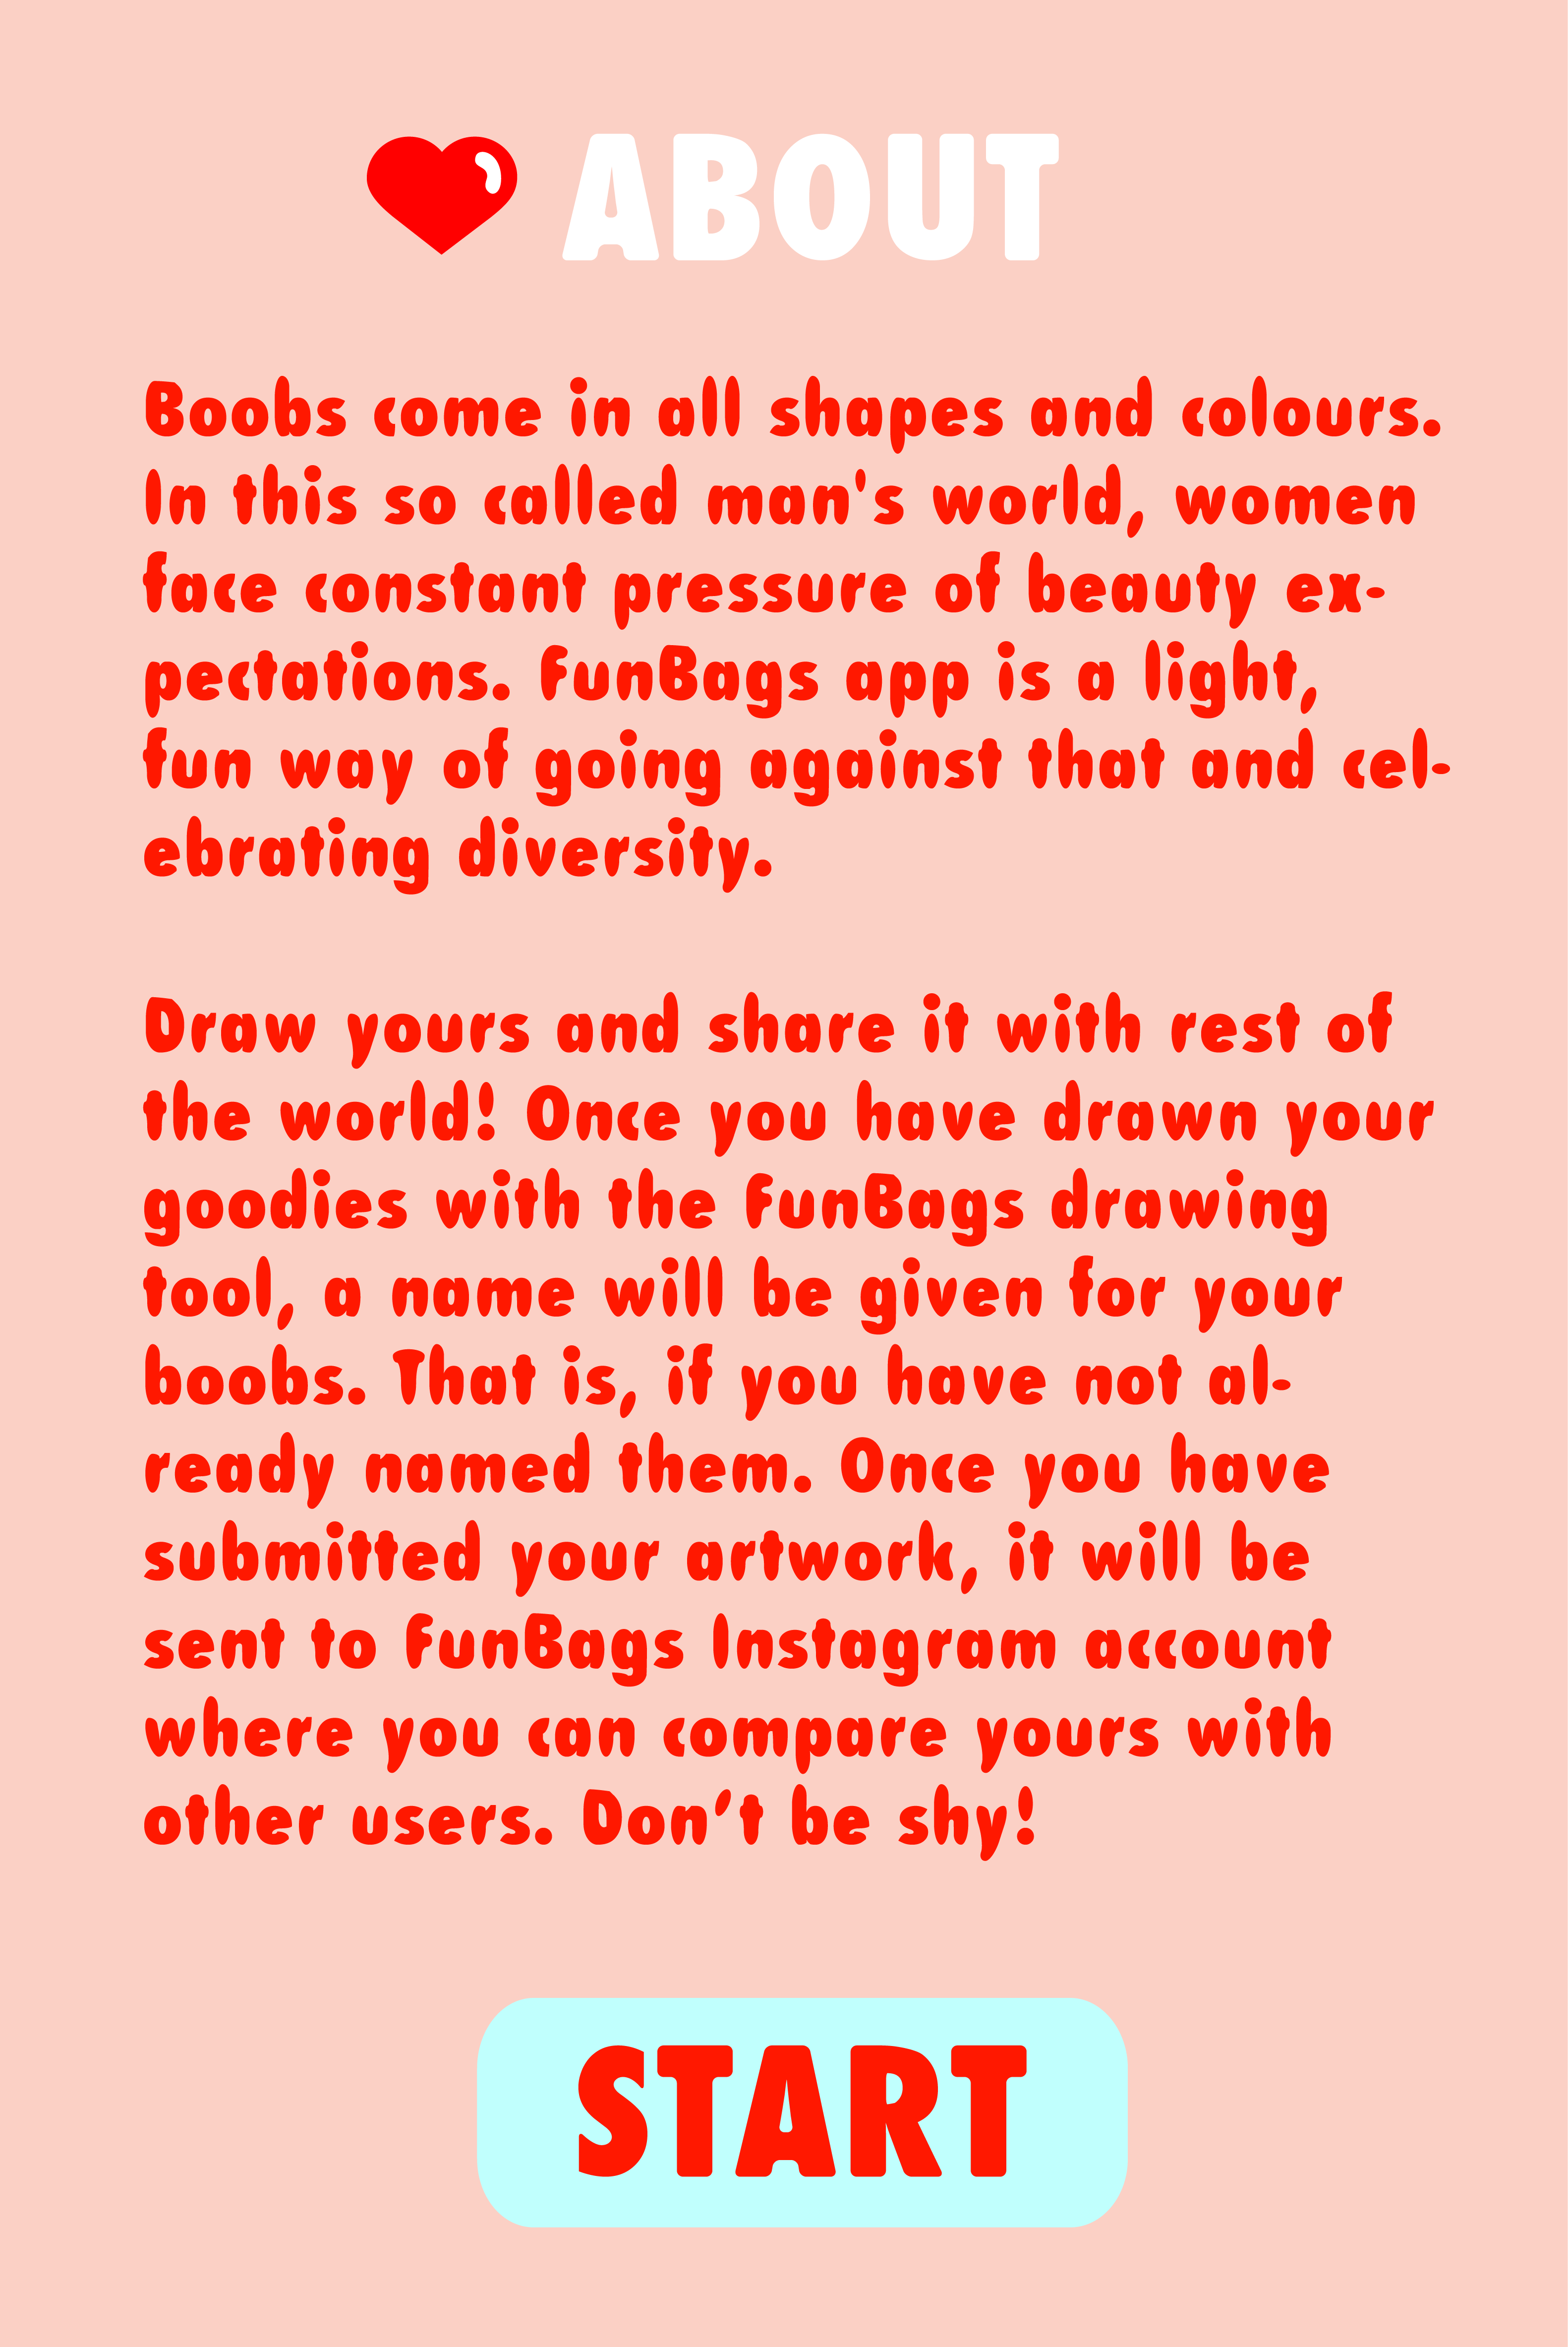 ABOUT
Boobs come in all shapes and colours.
In this so called man's world, women
face constant pressure of beauty ex-
pectations. FunBags app is a light,
fun way of going against that and cel-
ebrating diversity.
Draw yours and share it with rest of
the world! Once you have drawn your
goodies with the FunBags drawing
tool, a name will be given for your
boobs. That is, if you have not al-
ready named them. Once you have
submitted your artwork, it will be
sent to FunBags Instagram account
where you can compare yours with
other users. Don’t be shy!
START